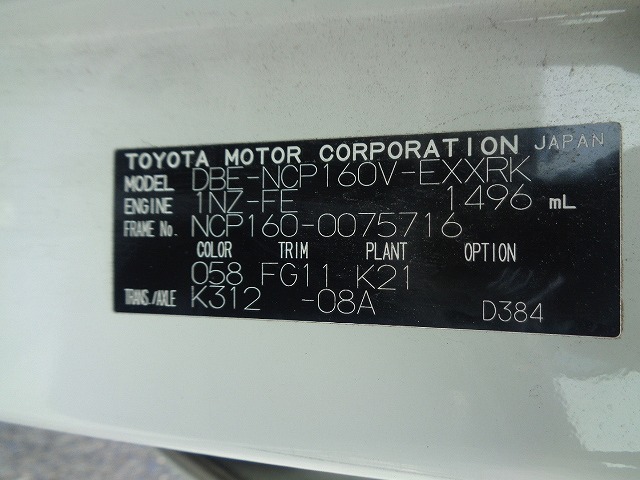 TOYOTA MOTOR CORPORATION JAPAN
MODEL DBE-NCP160V-EXXRK
ENGINE 1NZ-FE 1496 mL
FRAME No. NCP160-0075716
COLOR TRIM PLANT OPTION
058 FG11 K21
TRANS./AXLE K312 -08A D384